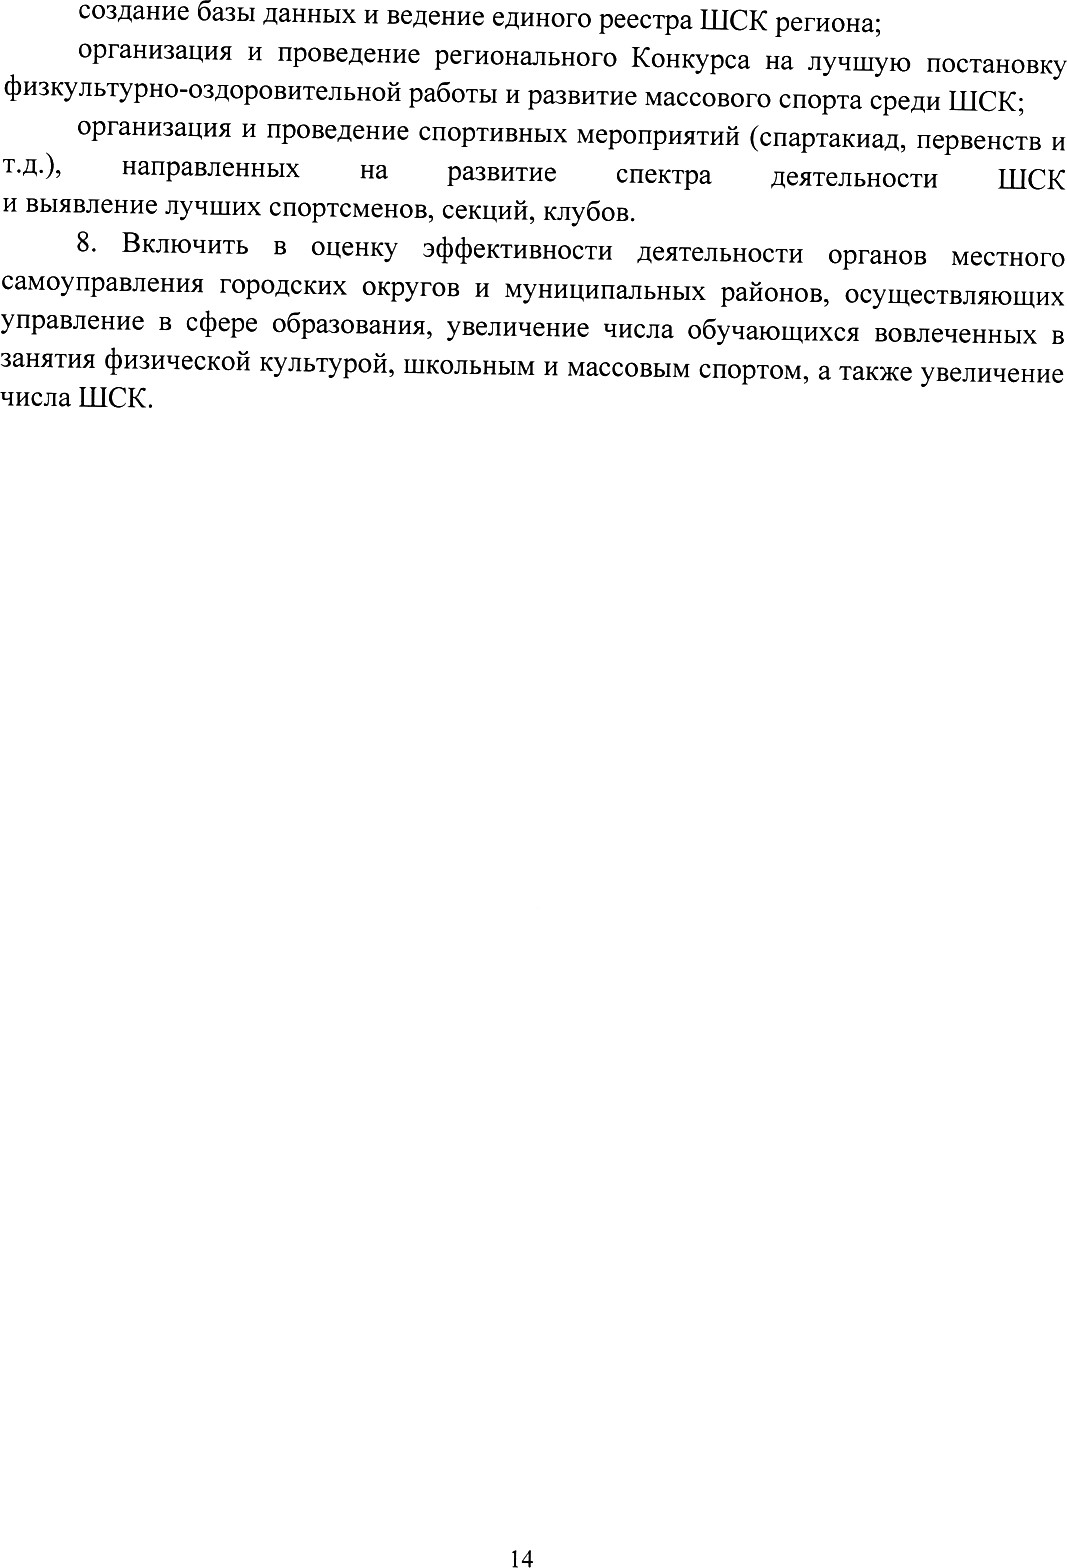 создание базы данных и ведение единого реестра ШСК региона;
организация и проведение регионального Конкурса на лучшую постановку
физкультурно-оздоровительной работы и развитие массового спорта среди ШСК;
организация и проведение спортивных мероприятий (спартакиад, первенств и
т.д.), направленных на развитие спектра деятельности ШСК
и выявление лучших спортсменов, секций, клубов.
8. Включить в оценку эффективности деятельности органов местного
самоуправления городских округов и муниципальных районов, осуществляющих
управление в сфере образования, увеличение числа обучающихся вовлеченных в
занятия физической культурой, школьным и массовым спортом, а также увеличение
числа ШСК.
14